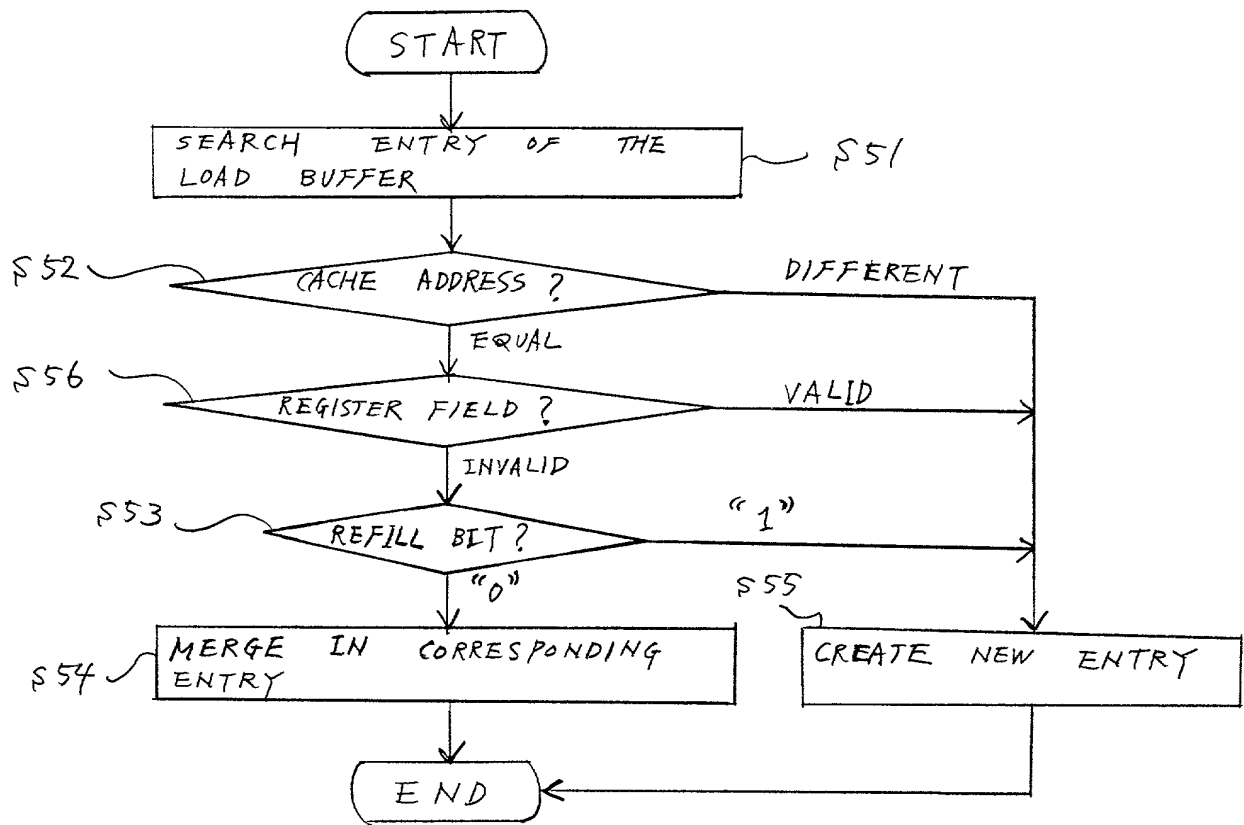 START
SEARCH ENTRY OF THE
LOAD BUFFER
S51
S52
CACHE ADDRESS ?
DIFFERENT
EQUAL
S56
REGISTER FIELD ?
VALID
INVALID
S53
REFILL BIT ?
"1"
"0"
S55
S54
MERGE IN CORRESPONDING
ENTRY
CREATE NEW ENTRY
END